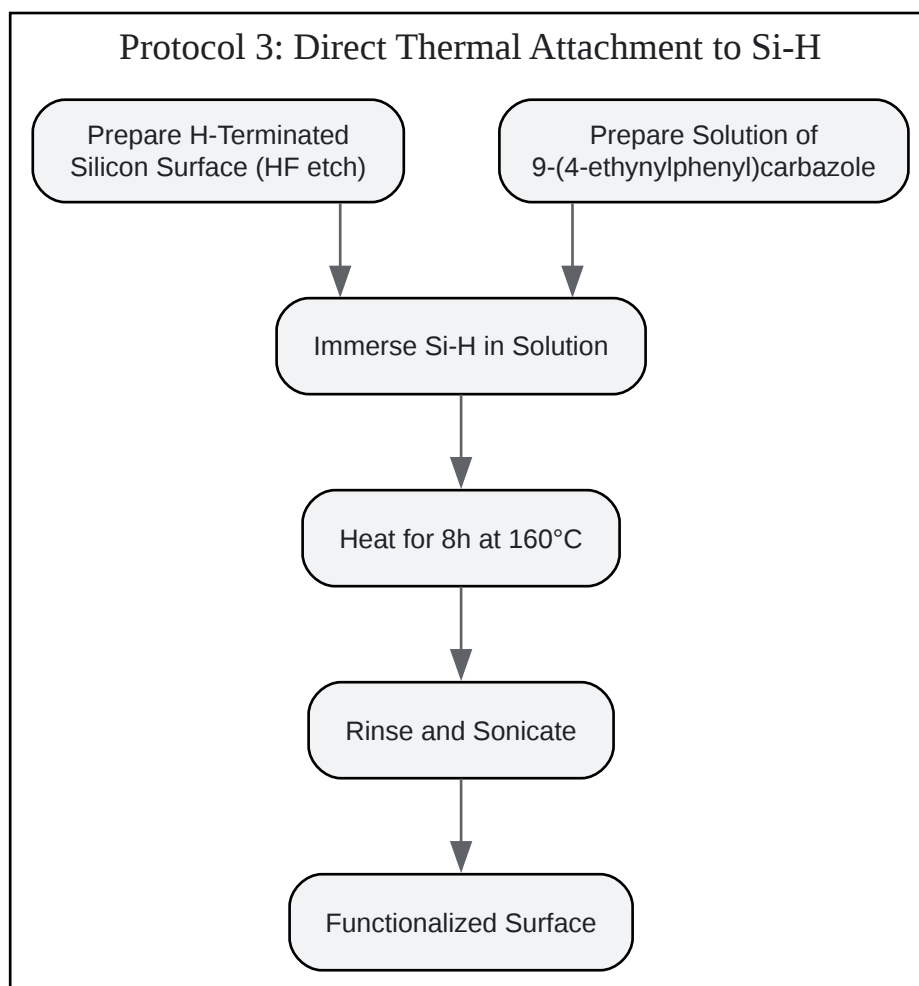 Protocol 3: Direct Thermal Attachment to Si-H
Prepare H-Terminated
Silicon Surface (HF etch)
Prepare Solution of
9-(4-ethynylphenyl)carbazole
Immerse Si-H in Solution
Heat for 8h at 160°C
Rinse and Sonicate
Functionalized Surface